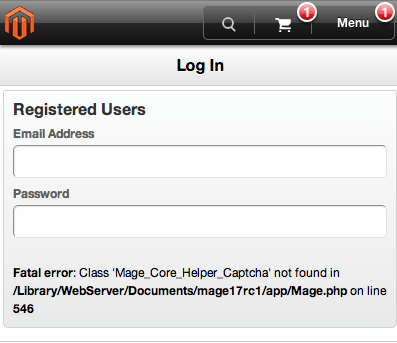 1
Menu
1
Log In
Registered Users
Email Address
Password
Fatal error: Class 'Mage_Core_Helper_Captcha' not found in
/Library/WebServer/Documents/mage17rc1/app/Mage.php on line
546